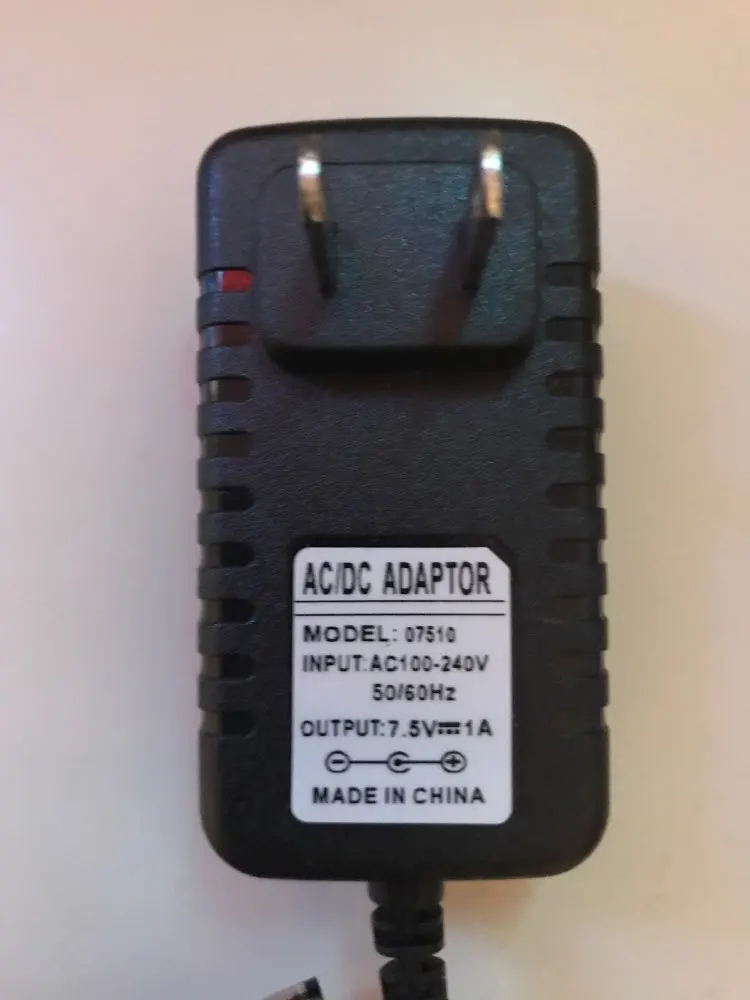 AC/DC ADAPTOR
MODEL: 07510
INPUT:AC100-240V
50/60Hz
OUTPUT:7.5V⎓1A
MADE IN CHINA